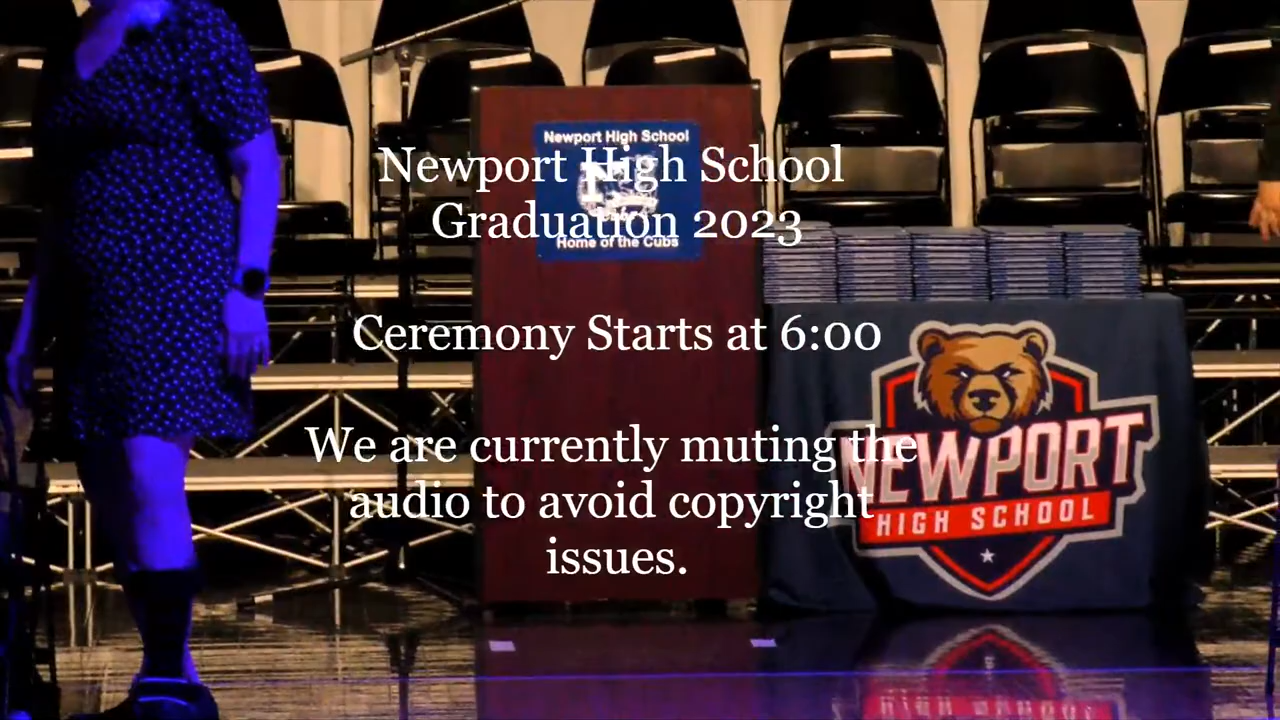 Newport High School
Home of the Cubs
Newport High School
Graduation 2023
Ceremony Starts at 6:00
We are currently muting the
audio to avoid copyright
issues.
NEWPORT
HIGH SCHOOL